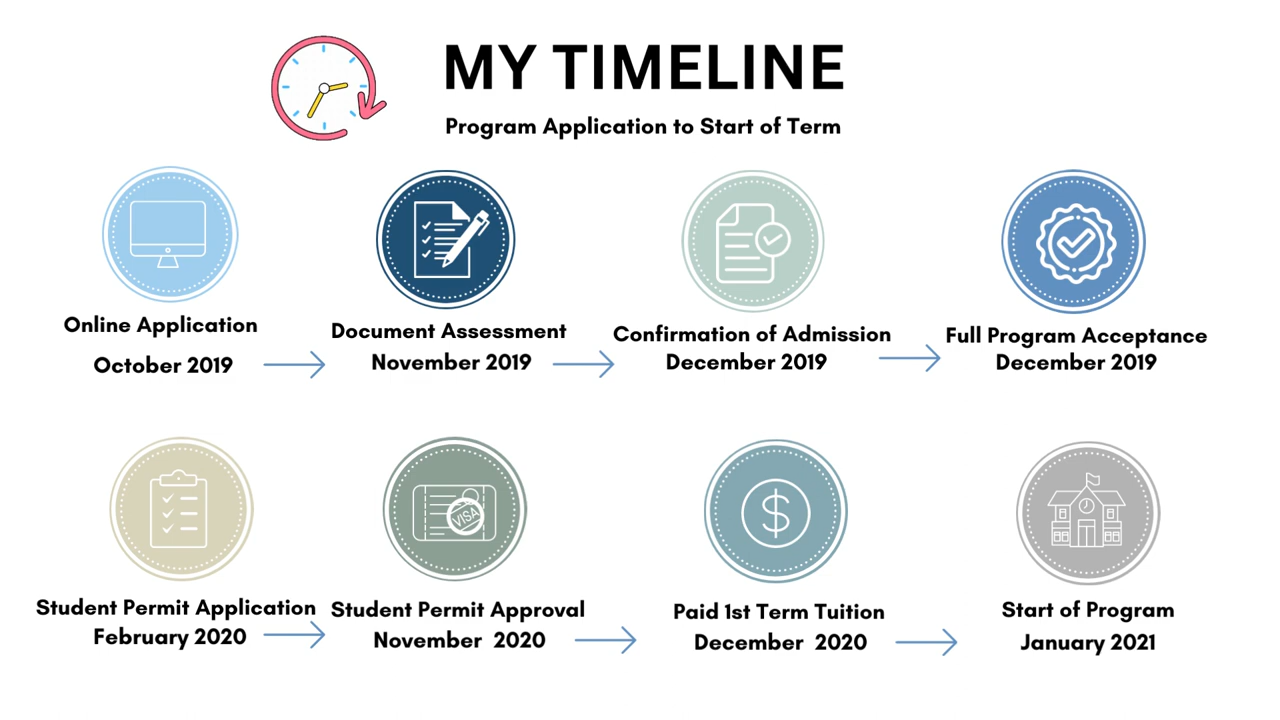 MY TIMELINE
Program Application to Start of Term
Online Application
October 2019
Document Assessment
November 2019
Confirmation of Admission
December 2019
Full Program Acceptance
December 2019
Student Permit Application
February 2020
VISA
Student Permit Approval
November 2020
$
Paid 1st Term Tuition
December 2020
Start of Program
January 2021